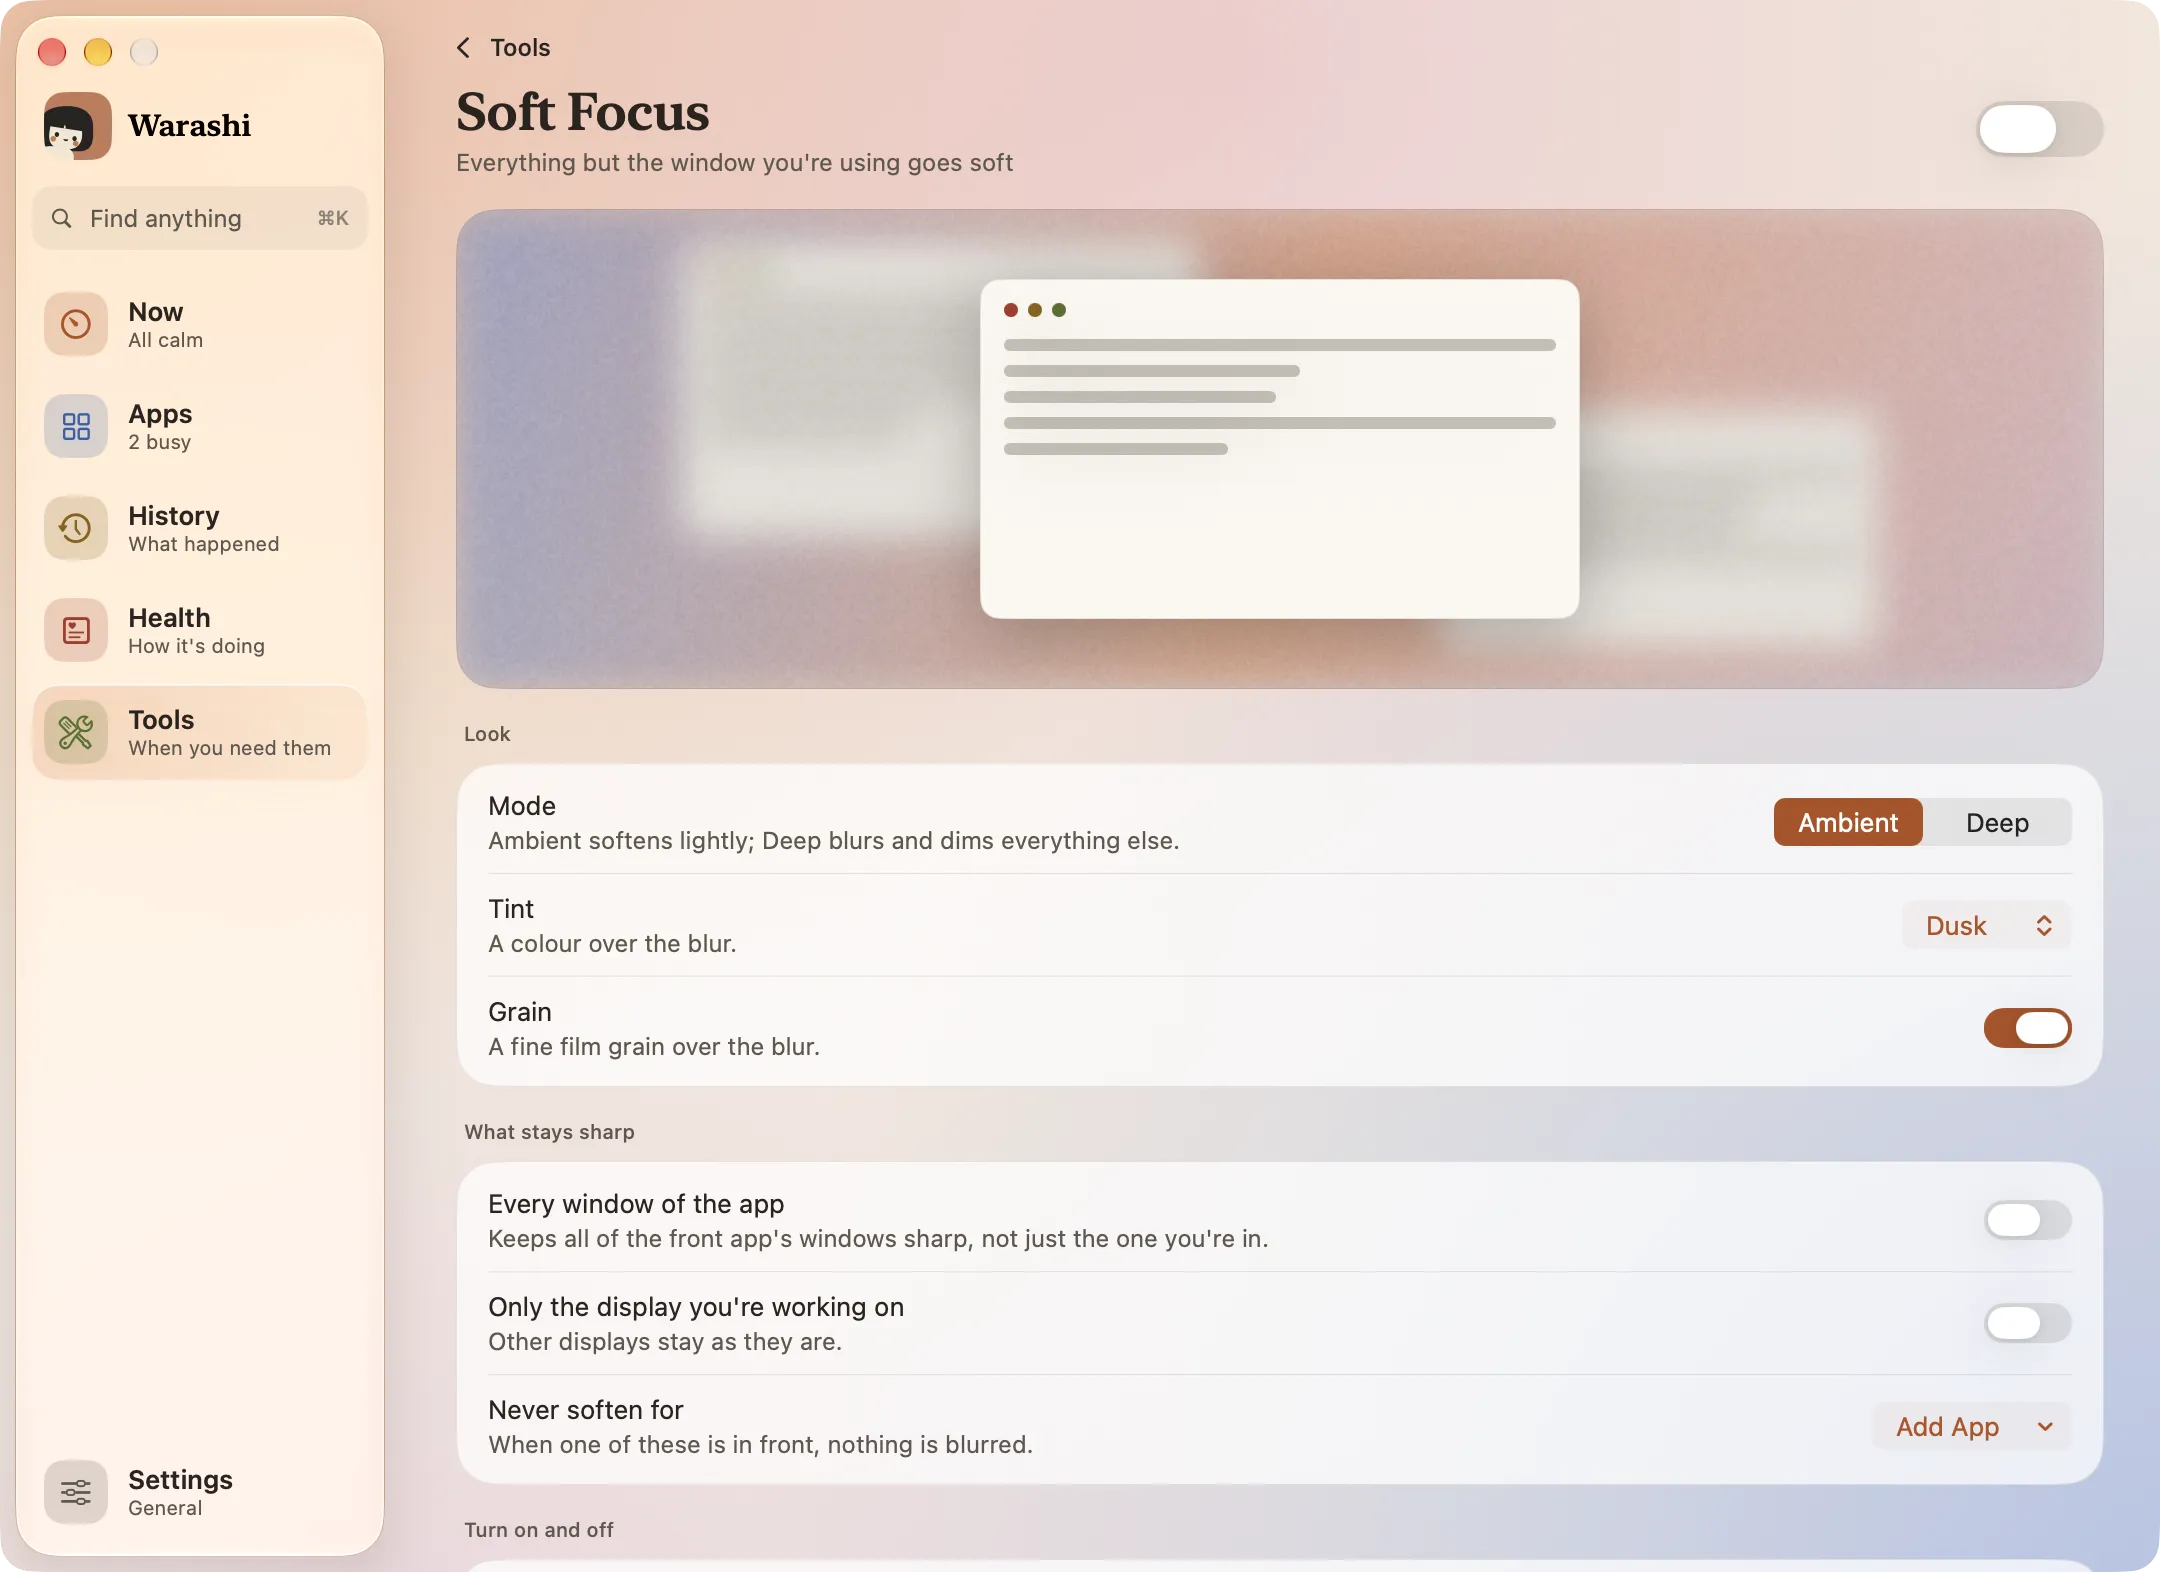 Warashi
Find anything ⌘K
Now
All calm
Apps
2 busy
History
What happened
Health
How it's doing
Tools
When you need them
Settings
General
Tools
Soft Focus
Everything but the window you're using goes soft
Look
Mode
Ambient softens lightly; Deep blurs and dims everything else.
Ambient Deep
Tint
A colour over the blur.
Dusk
Grain
A fine film grain over the blur.
What stays sharp
Every window of the app
Keeps all of the front app's windows sharp, not just the one you're in.
Only the display you're working on
Other displays stay as they are.
Never soften for
When one of these is in front, nothing is blurred.
Add App
Turn on and off